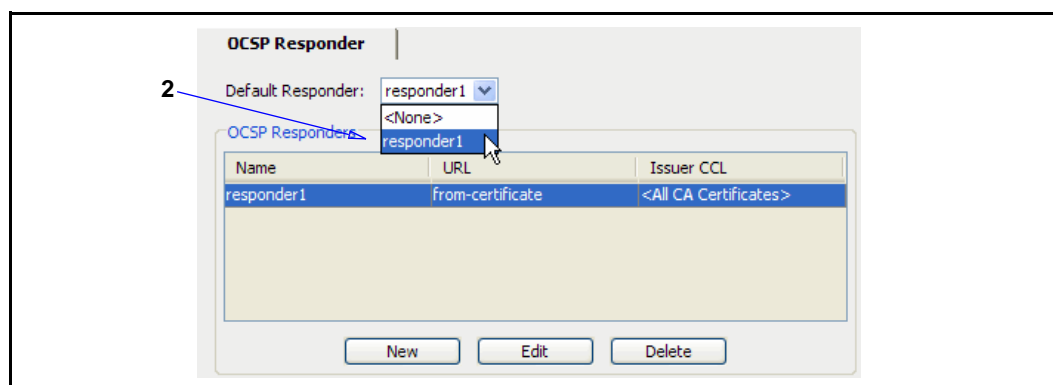 OCSP Responder
2
Default Responder: responder1
<None>
responder1
OCSP Responders
Name URL Issuer CCL
responder1 from-certificate <All CA Certificates>
New Edit Delete